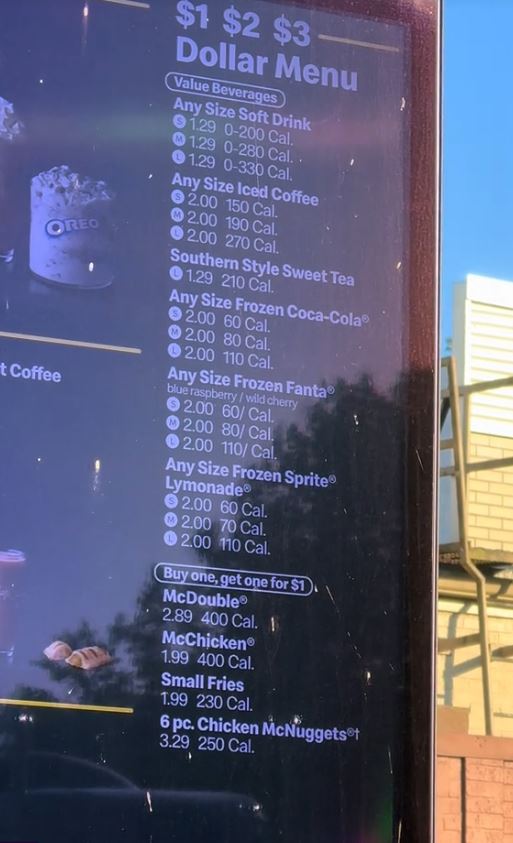 $1 $2 $3
Dollar Menu
Value Beverages
Any Size Soft Drink
S 1.29 0-200 Cal.
M 1.29 0-280 Cal.
L 1.29 0-330 Cal.
Any Size Iced Coffee
S 2.00 150 Cal.
M 2.00 190 Cal.
L 2.00 270 Cal.
OREO
Southern Style Sweet Tea
L 1.29 210 Cal.
Any Size Frozen Coca-Cola®
S 2.00 60 Cal.
M 2.00 80 Cal.
L 2.00 110 Cal.
t Coffee
Any Size Frozen Fanta®
blue raspberry / wild cherry
S 2.00 60/ Cal.
M 2.00 80/ Cal.
L 2.00 110/ Cal.
Any Size Frozen Sprite®
Lymonade®
S 2.00 60 Cal.
M 2.00 70 Cal.
L 2.00 110 Cal.
Buy one, get one for $1
McDouble®
2.89 400 Cal.
McChicken®
1.99 400 Cal.
Small Fries
1.99 230 Cal.
6 pc. Chicken McNuggets®†
3.29 250 Cal.